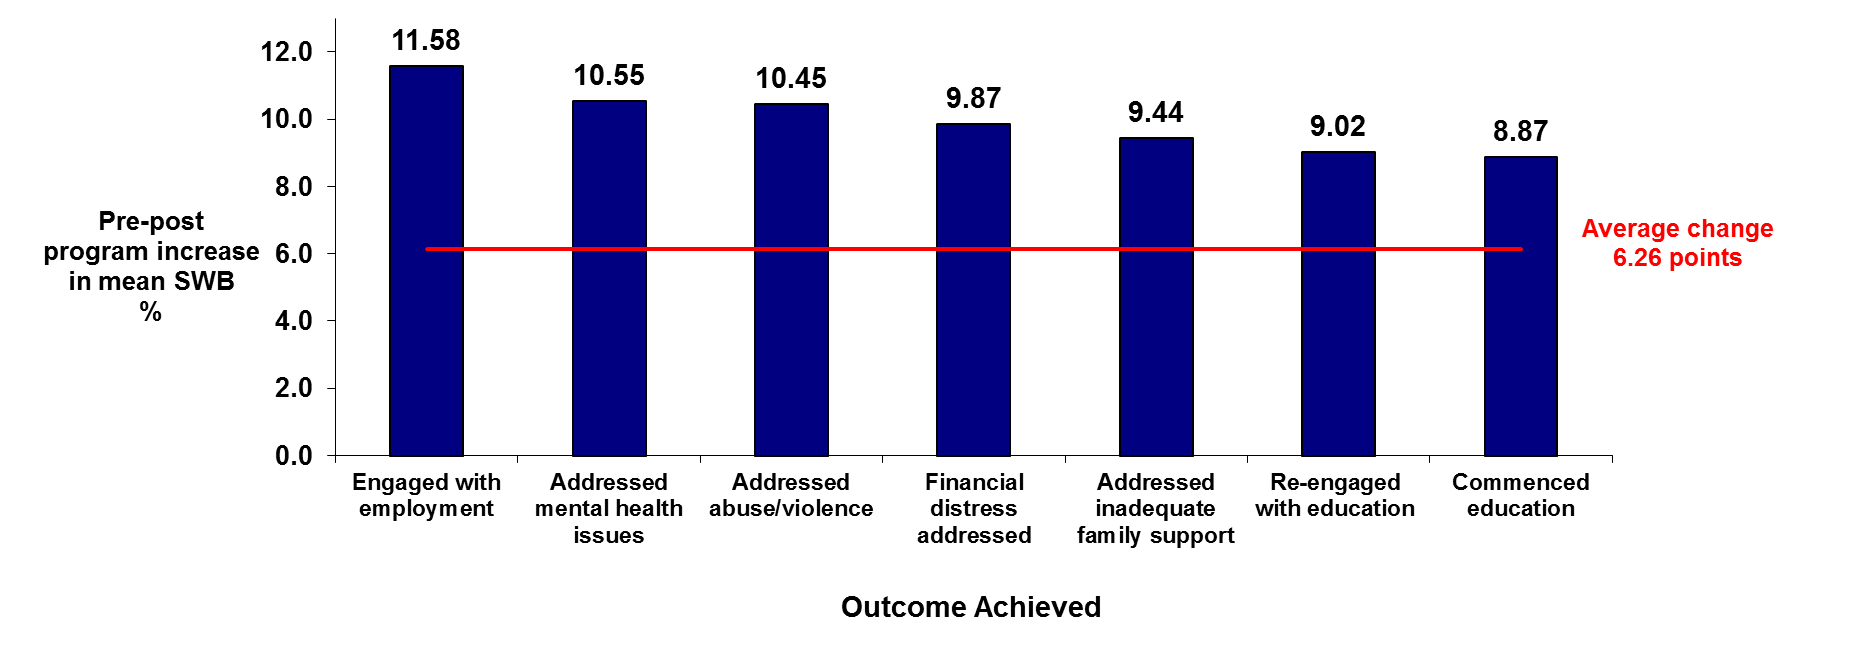 11.58
10.55
10.45
9.87
9.44
9.02
8.87
12.0
10.0
8.0
6.0
4.0
2.0
0.0
Pre-post
program increase
in mean SWB
%
Average change
6.26 points
Engaged with
employment
Addressed
mental health
issues
Addressed
abuse/violence
Financial
distress
addressed
Addressed
inadequate
family support
Re-engaged
with education
Commenced
education
Outcome Achieved